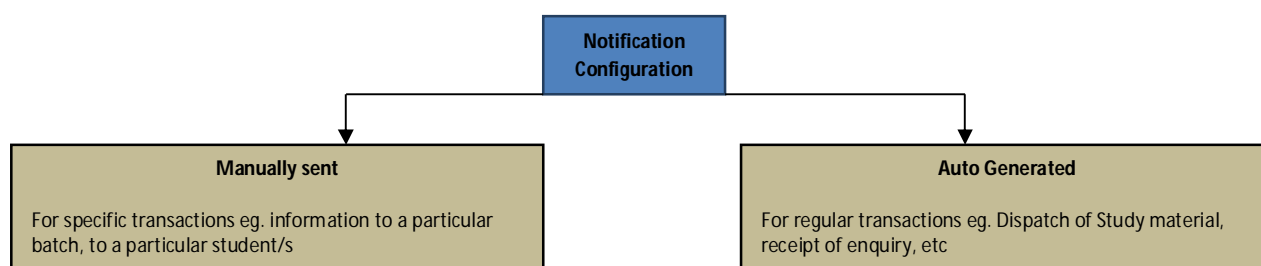 Notification
Configuration
Manually sent
For specific transactions eg. information to a particular
batch, to a particular student/s
Auto Generated
For regular transactions eg. Dispatch of Study material,
receipt of enquiry, etc